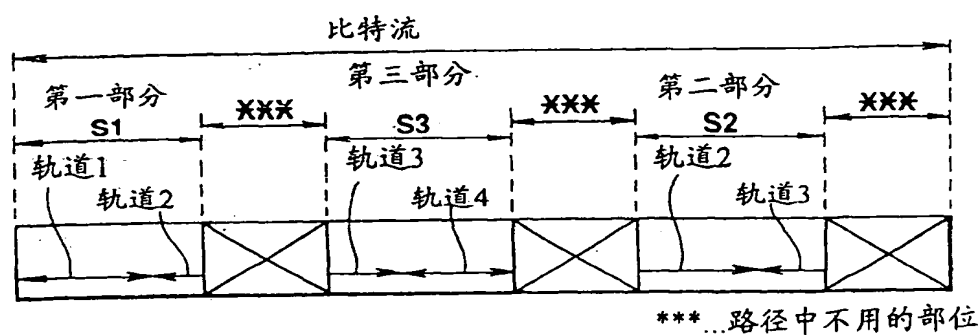 比特流
第一部分
***
第三部分
***
第二部分
***
S1
S3
S2
轨道1
轨道2
轨道3
轨道4
轨道2
轨道3
***...路径中不用的部位